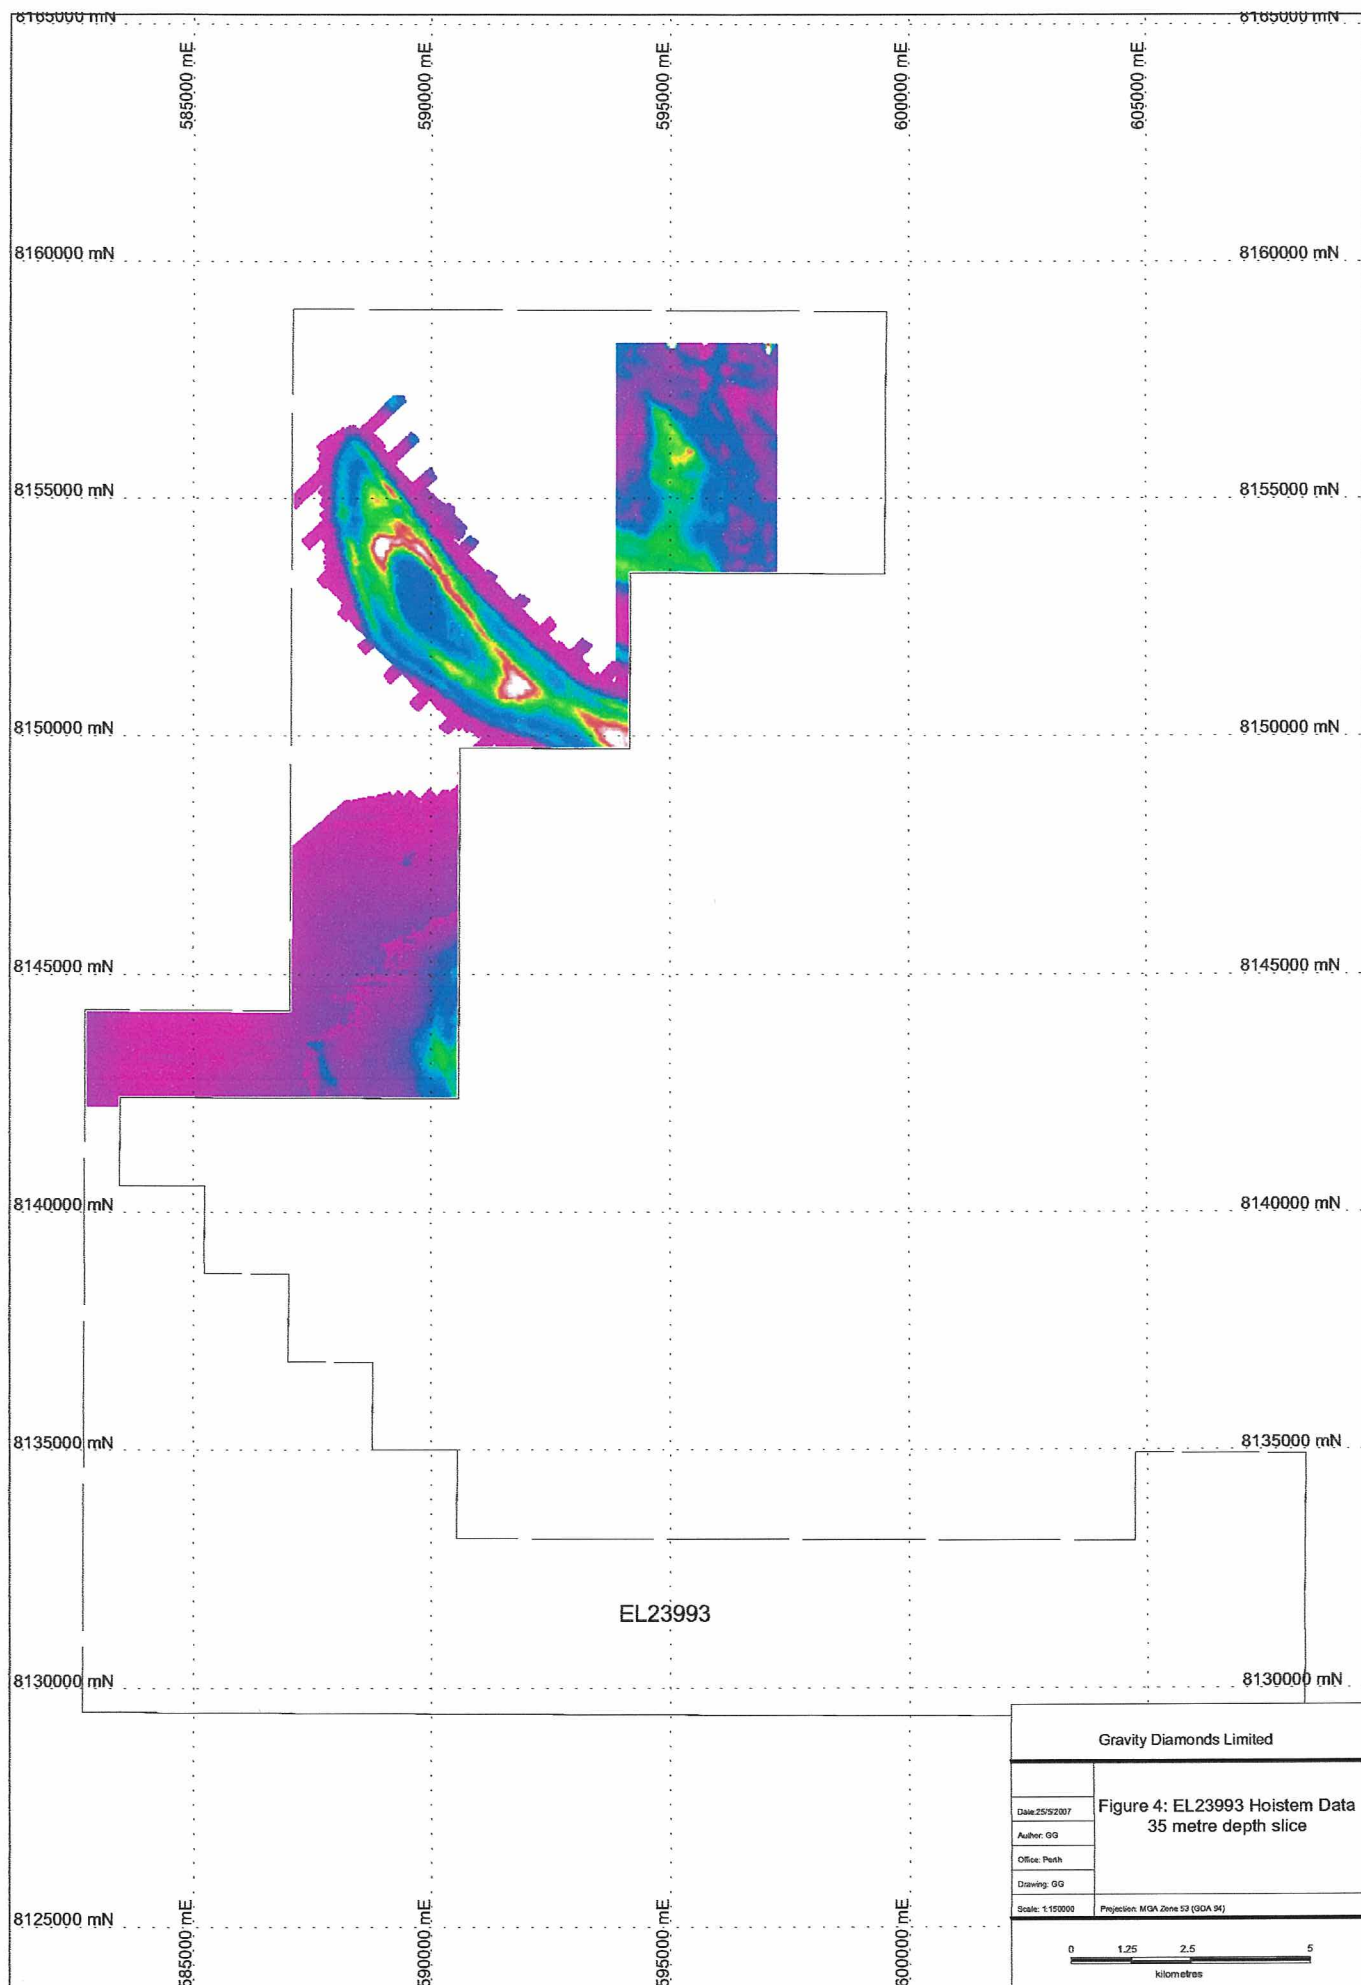 8165000 mN 8165000 mN
585000 mE 590000 mE 595000 mE 600000 mE 605000 mE
8160000 mN 8160000 mN
8155000 mN 8155000 mN
8150000 mN 8150000 mN
8145000 mN 8145000 mN
8140000 mN 8140000 mN
8135000 mN 8135000 mN
EL23993
8130000 mN 8130000 mN
Gravity Diamonds Limited
Figure 4: EL23993 Hoistem Data
35 metre depth slice
Date:25/5/2007
Author: GG
Office: Perth
Drawing: GG
Scale: 1:150000 Projection: MGA Zone 53 (GDA 94)
8125000 mN
585000 mE 590000 mE 595000 mE 600000 mE
0 1.25 2.5 5
kilometres